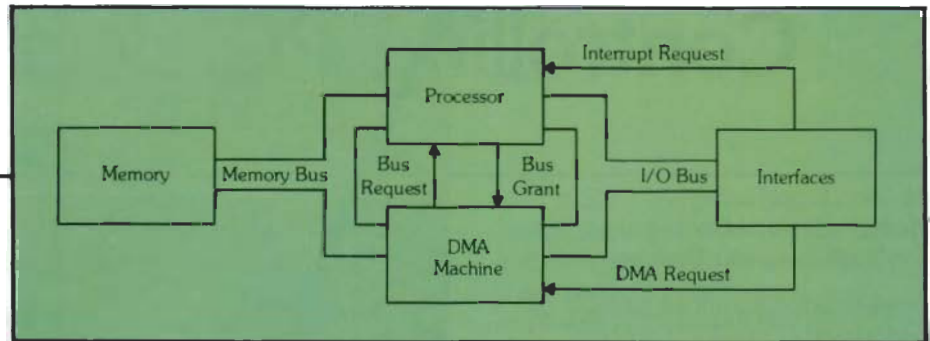 Interrupt Request
Processor
Memory
Memory Bus
Bus
Request
Bus
Grant
I/O Bus
Interfaces
DMA
Machine
DMA Request